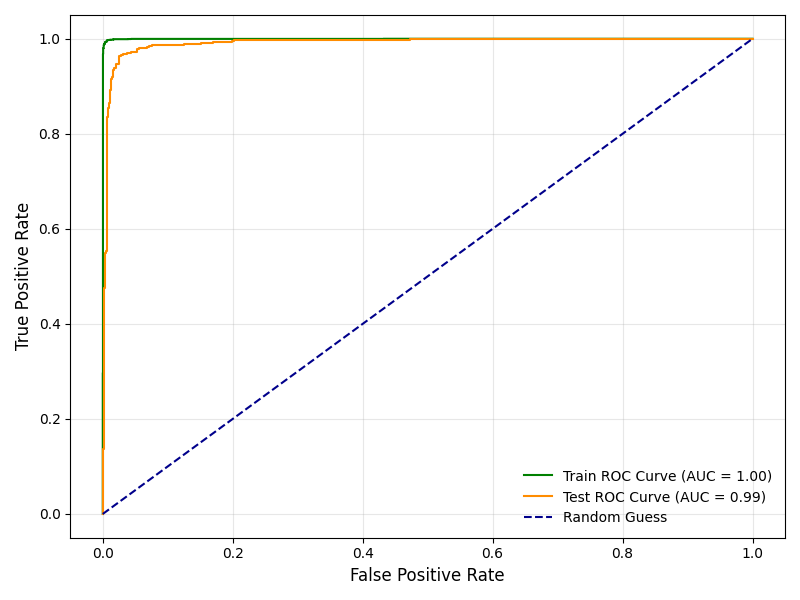 1.0
0.8
0.6
0.4
0.2
0.0
True Positive Rate
Train ROC Curve (AUC = 1.00)
Test ROC Curve (AUC = 0.99)
Random Guess
0.0 0.2 0.4 0.6 0.8 1.0
False Positive Rate